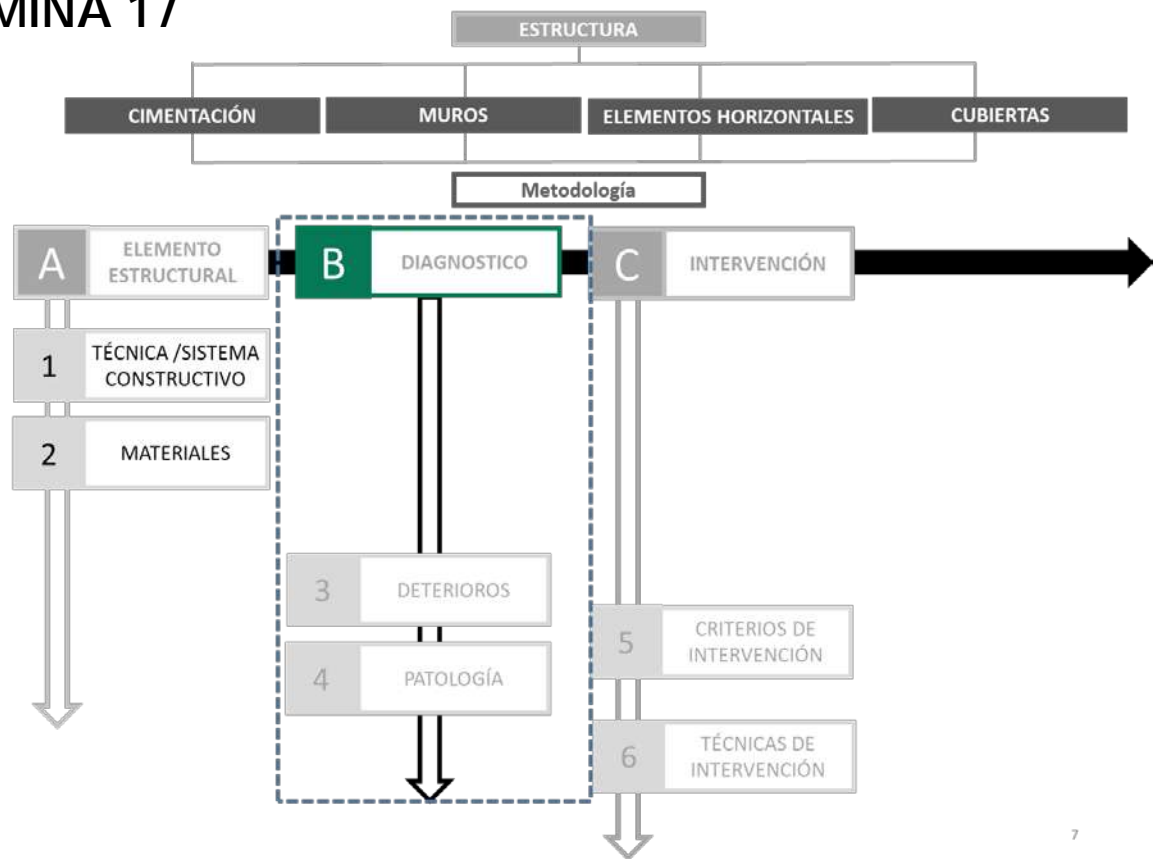 MINA 17
ESTRUCTURA
CIMENTACIÓN
MUROS
ELEMENTOS HORIZONTALES
CUBIERTAS
Metodología
A
ELEMENTO
ESTRUCTURAL
B
DIAGNOSTICO
C
INTERVENCIÓN
1
TÉCNICA /SISTEMA
CONSTRUCTIVO
2
MATERIALES
3
DETERIOROS
4
PATOLOGÍA
5
CRITERIOS DE
INTERVENCIÓN
6
TÉCNICAS DE
INTERVENCIÓN
7